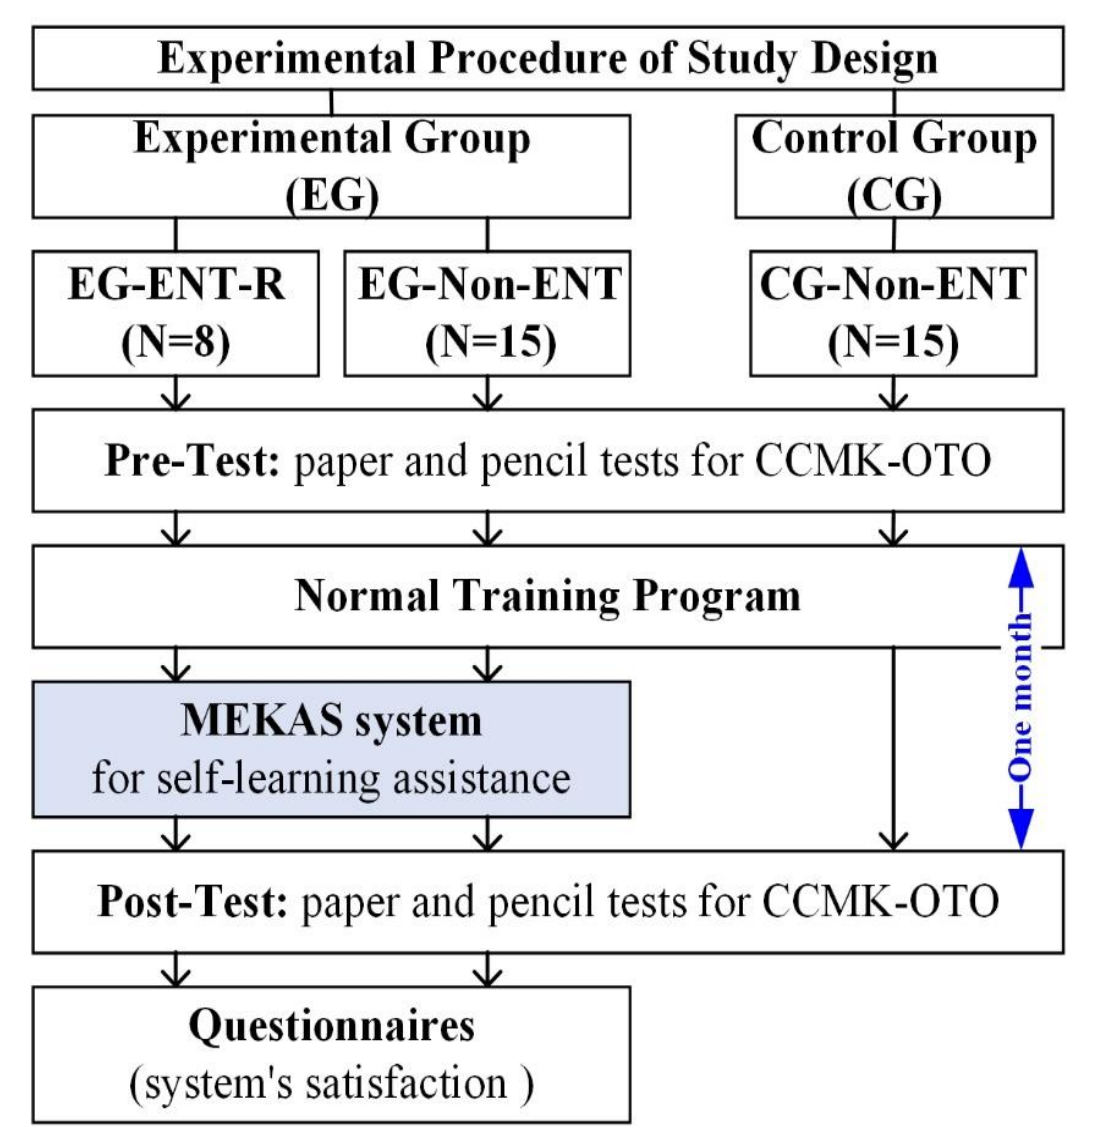 Experimental Procedure of Study Design
Experimental Group
(EG)
Control Group
(CG)
EG-ENT-R
(N=8)
EG-Non-ENT
(N=15)
CG-Non-ENT
(N=15)
Pre-Test: paper and pencil tests for CCMK-OTO
Normal Training Program
One month
MEKAS system
for self-learning assistance
Post-Test: paper and pencil tests for CCMK-OTO
Questionnaires
(system's satisfaction )